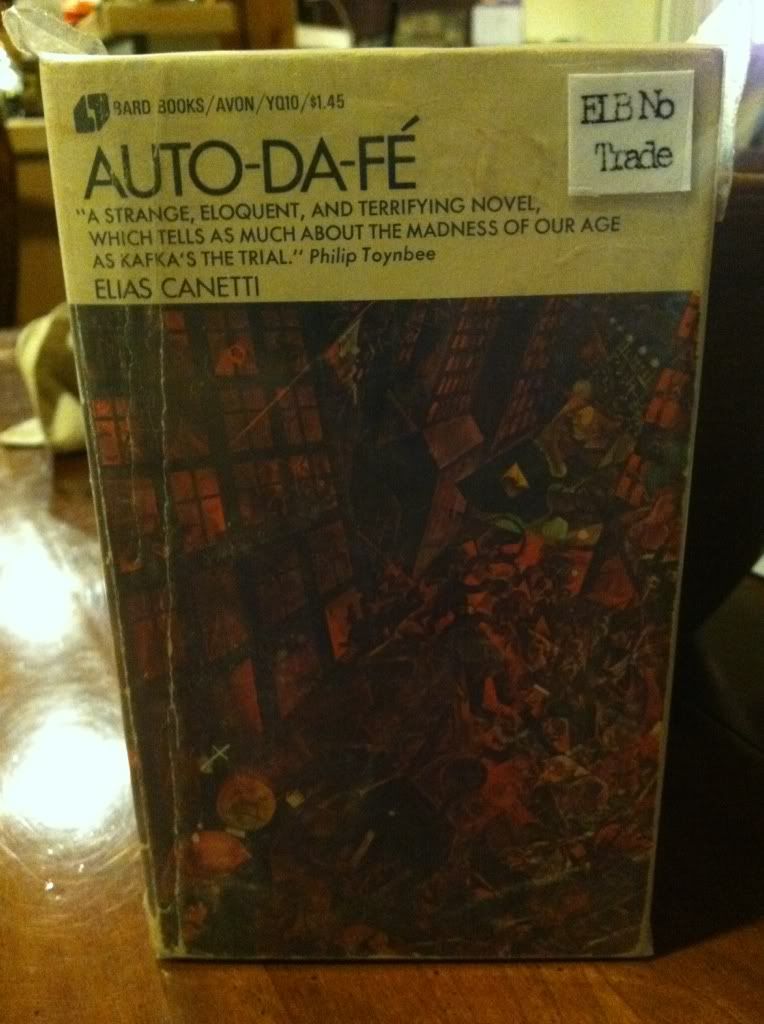 BARD BOOKS/AVON/YQ10/$1.45
ELB No
Trade
AUTO-DA-FÉ
"A STRANGE, ELOQUENT, AND TERRIFYING NOVEL,
WHICH TELLS AS MUCH ABOUT THE MADNESS OF OUR AGE
AS KAFKA'S THE TRIAL." Philip Toynbee
ELIAS CANETTI